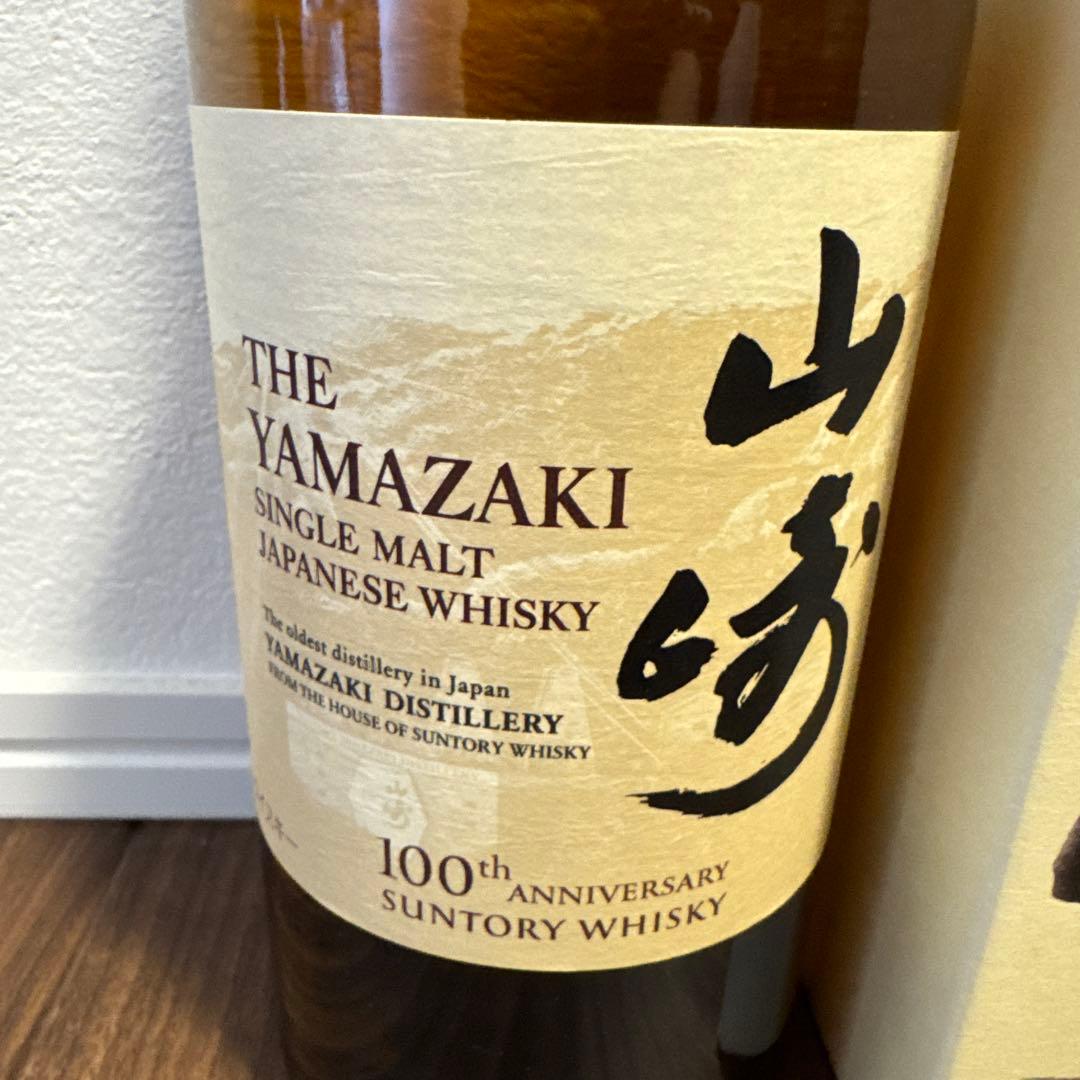 THE
YAMAZAKI
SINGLE MALT
JAPANESE WHISKY
The oldest distillery in Japan
YAMAZAKI DISTILLERY
FROM THE HOUSE OF SUNTORY WHISKY
山崎
100th ANNIVERSARY
SUNTORY WHISKY